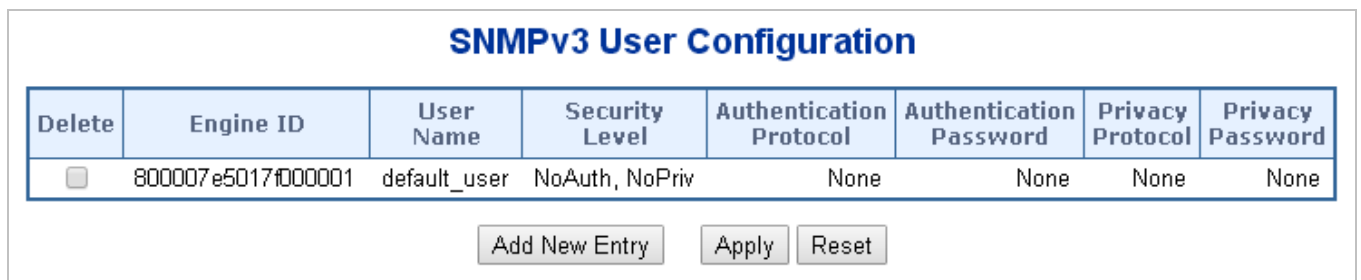 SNMPv3 User Configuration
Delete Engine ID User Name Security Level Authentication Protocol Authentication Password Privacy Protocol Privacy Password
800007e5017f000001 default_user NoAuth, NoPriv None None None None
Add New Entry Apply Reset